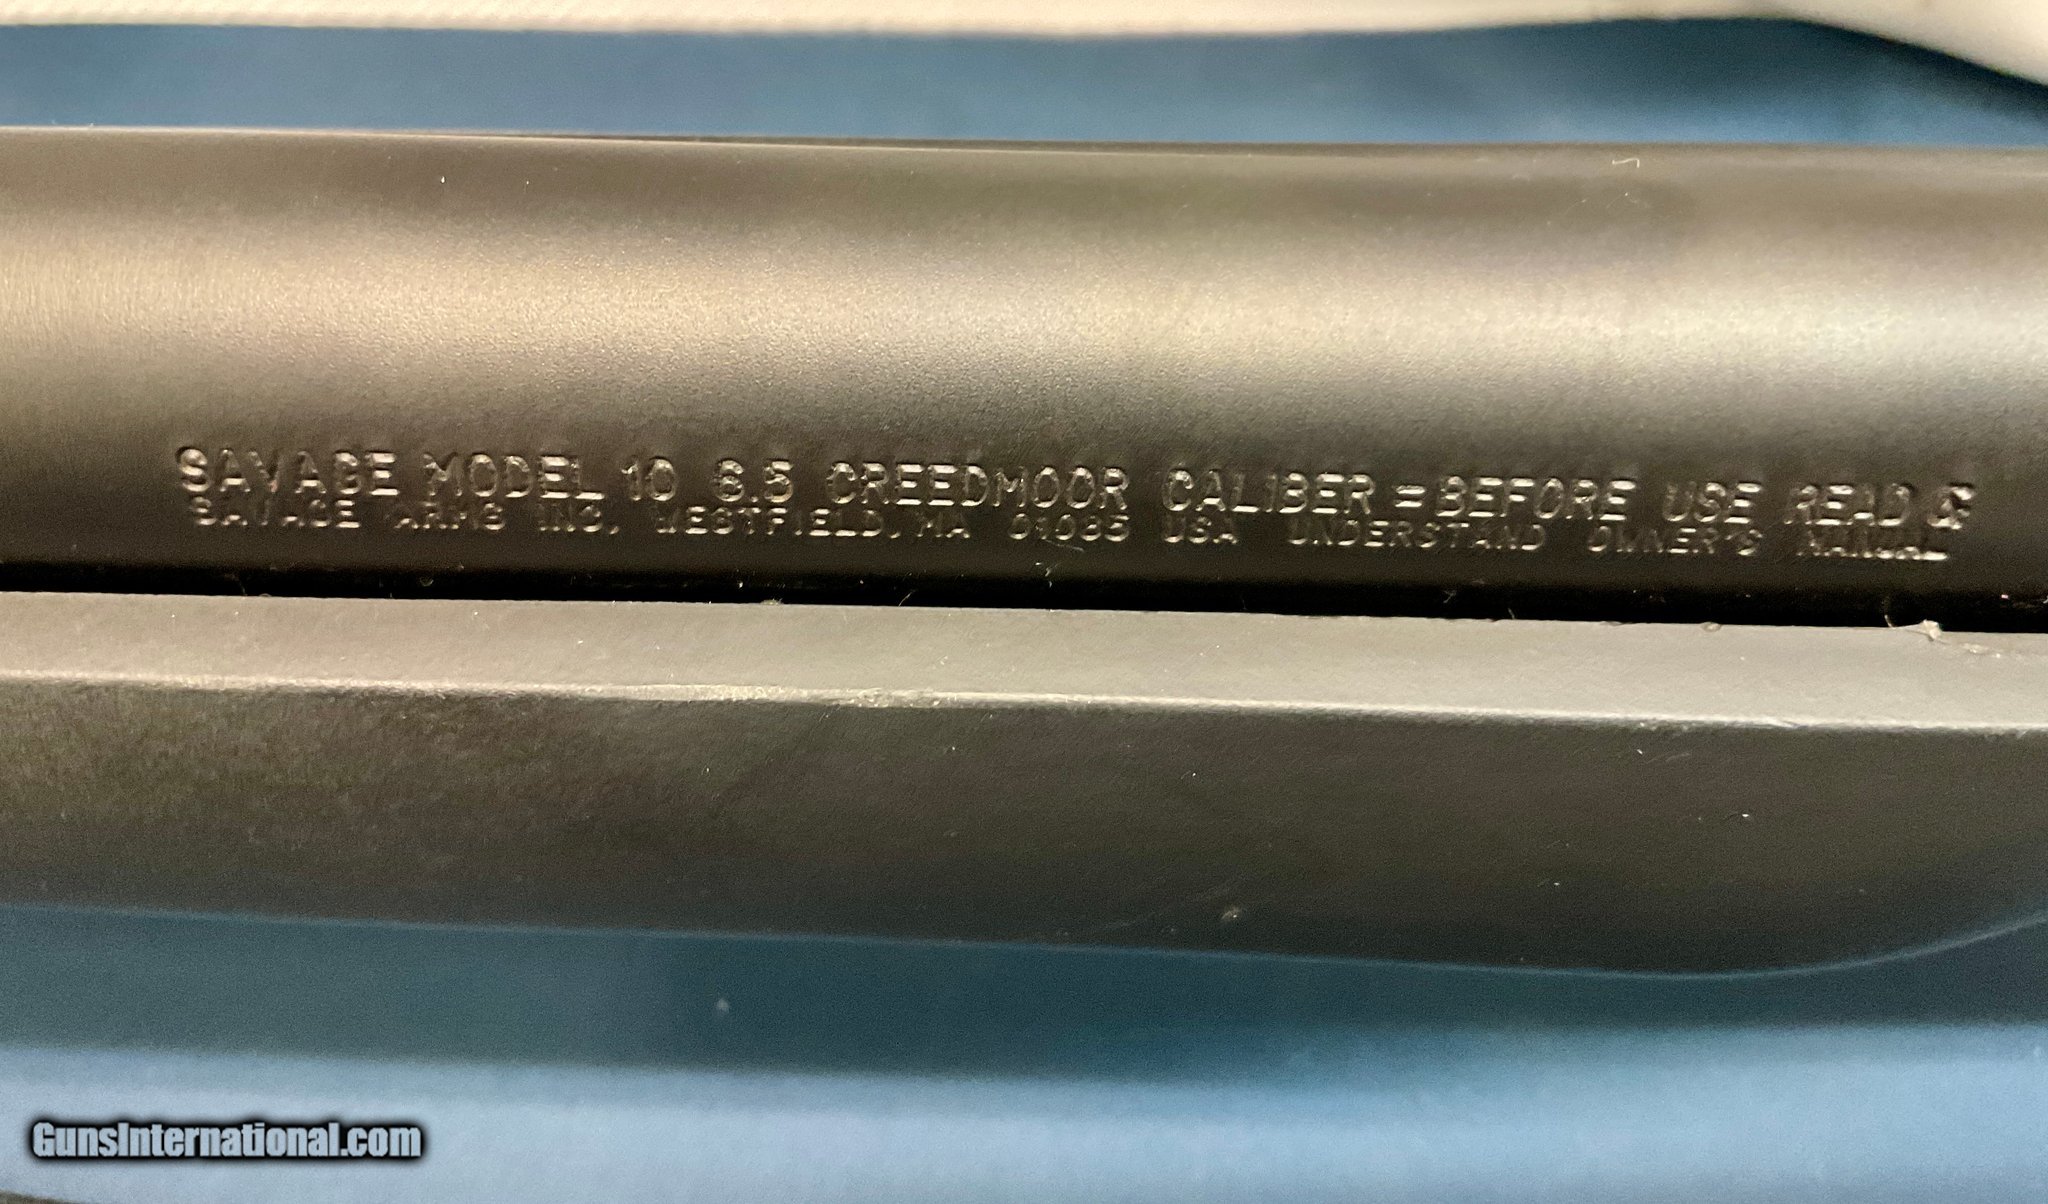 SAVAGE MODEL 10 6.5 CREEDMOOR CALIBER = BEFORE USE READ &
SAVAGE ARMS INC. WESTFIELD, MA 01085 USA UNDERSTAND OWNER'S MANUAL
GunsInternational.com